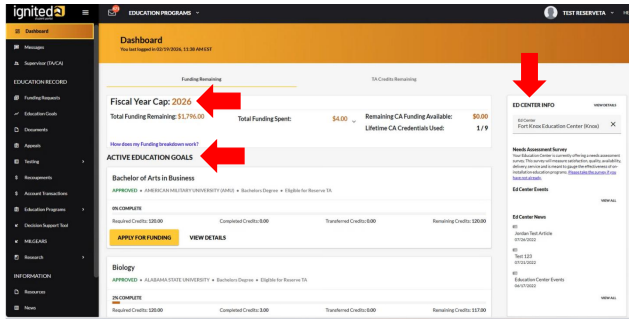 ignited
EDUCATION PROGRAMS
TEST RESERVETA
Dashboard
Messages
Supervisor (TA/CA)
EDUCATION RECORD
Funding Requests
Education Goals
Documents
Appeals
Testing
Recoupments
Account Transactions
Education Programs
Decision Support Tool
MILGEARS
Research
INFORMATION
Resources
News
Dashboard
You last logged in 02/19/2026, 11:38 AM EST
Funding Remaining
TA Credits Remaining
Fiscal Year Cap: 2026
Total Funding Remaining: $1,796.00
Total Funding Spent: $4.00
Remaining CA Funding Available: $0.00
Lifetime CA Credentials Used: 1 / 9
How does my Funding breakdown work?
ACTIVE EDUCATION GOALS
Bachelor of Arts in Business
APPROVED • AMERICAN MILITARY UNIVERSITY (AMU) • Bachelors Degree • Eligible for Reserve TA
0% COMPLETE
Required Credits: 120.00 Completed Credits: 0.00 Transferred Credits: 0.00 Remaining Credits: 120.00
APPLY FOR FUNDING VIEW DETAILS
Biology
APPROVED • ALABAMA STATE UNIVERSITY • Bachelors Degree • Eligible for Reserve TA
2% COMPLETE
Required Credits: 120.00 Completed Credits: 3.00 Transferred Credits: 0.00 Remaining Credits: 117.00
ED CENTER INFO VIEW DETAILS
Ed Center
Fort Knox Education Center (Knox) X
Needs Assessment Survey
Your Education Center is currently offering a needs assessment
survey. This survey will measure satisfaction, quality, availability,
delivery, service and is meant to gauge the effectiveness of on-
installation education programs. Please take the survey if you
have not already.
Ed Center Events
VIEW ALL
Ed Center News
Jordan Test Article
07/26/2022
Test 123
07/21/2022
Education Center Events
04/17/2022
VIEW ALL